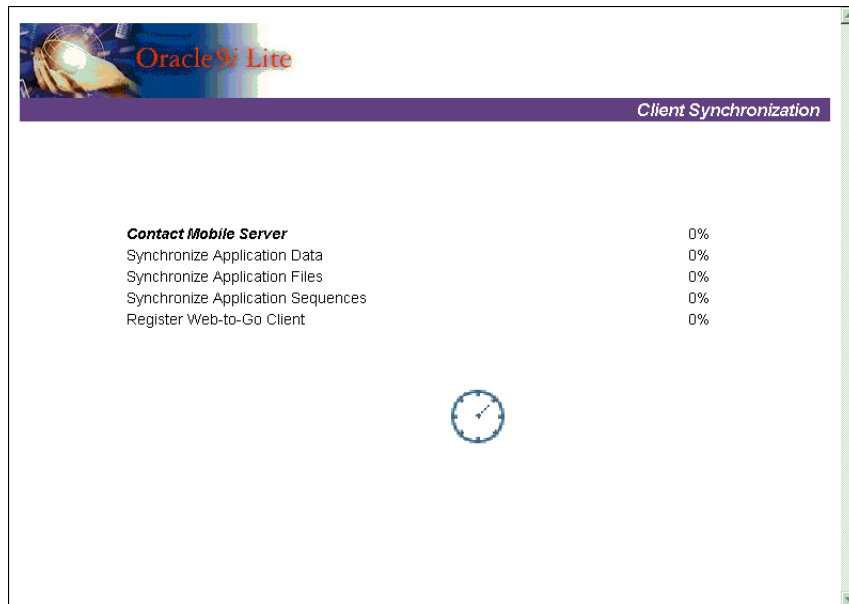 Oracle9i Lite
Client Synchronization
Contact Mobile Server 0%
Synchronize Application Data 0%
Synchronize Application Files 0%
Synchronize Application Sequences 0%
Register Web-to-Go Client 0%